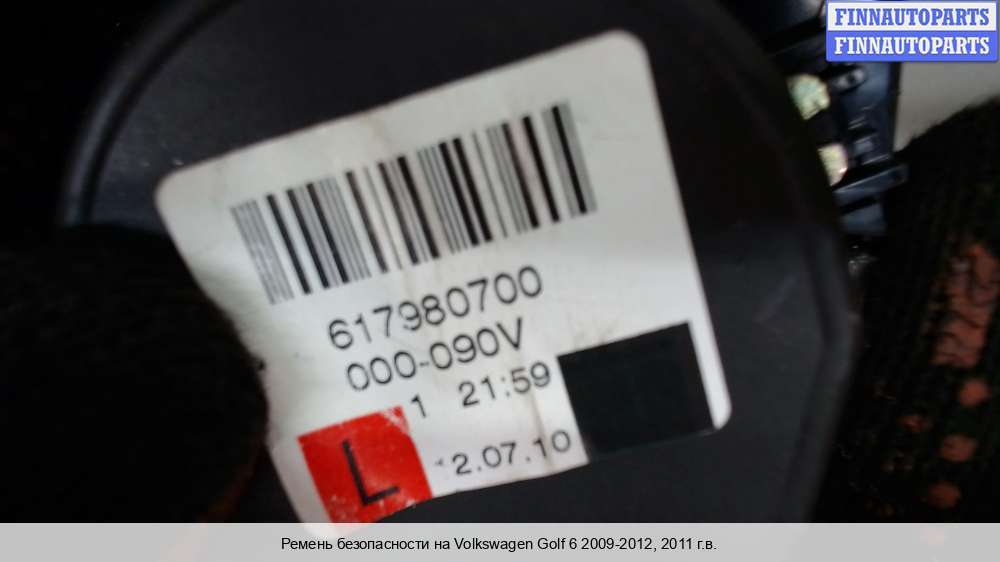 FINNAUTOPARTS
FINNAUTOPARTS
617980700
000-090V
1 21:59
L 2.07.10
Ремень безопасности на Volkswagen Golf 6 2009-2012, 2011 г.в.